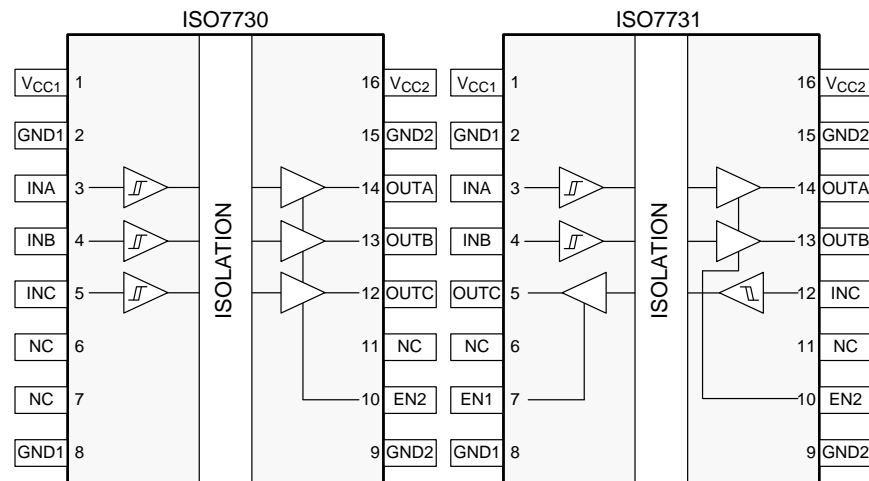 ISO7730
VCC1 1 16 VCC2
GND1 2 15 GND2
INA 3 14 OUTA
INB 4 13 OUTB
INC 5 12 OUTC
NC 6 11 NC
NC 7 10 EN2
GND1 8 9 GND2
ISOLATION
ISO7731
VCC1 1 16 VCC2
GND1 2 15 GND2
INA 3 14 OUTA
INB 4 13 OUTB
OUTC 5 12 INC
NC 6 11 NC
EN1 7 10 EN2
GND1 8 9 GND2
ISOLATION